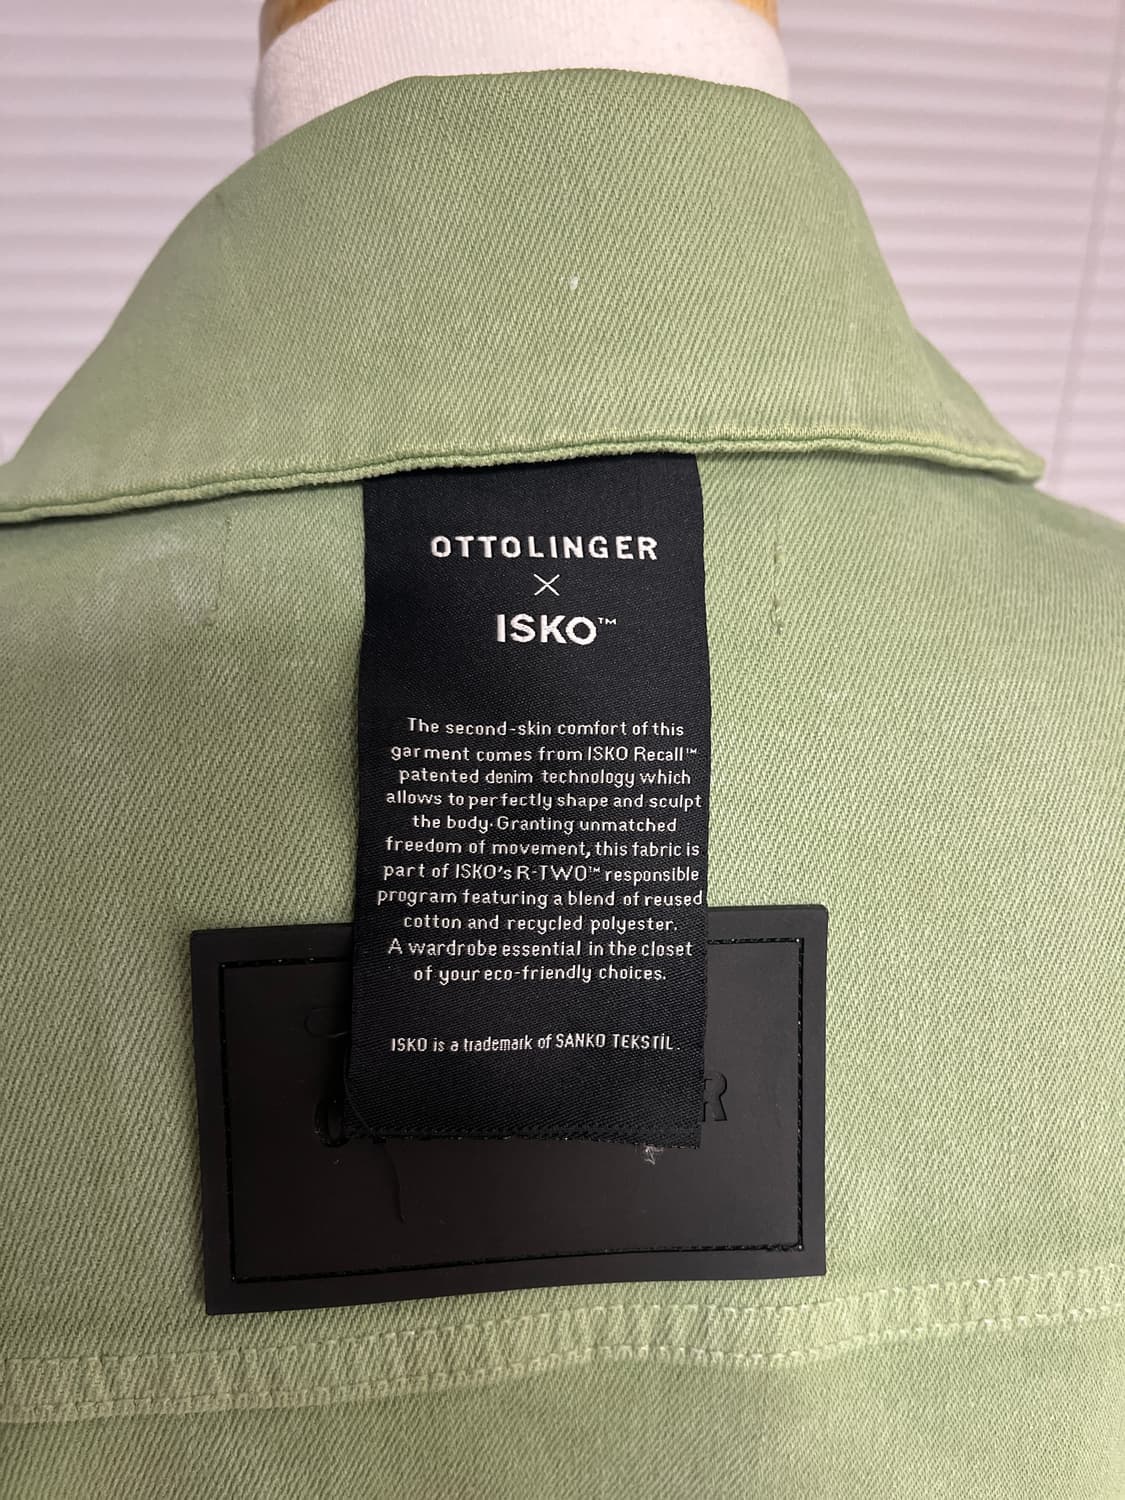 OTTOLINGER
×
ISKO™
The second-skin comfort of this
garment comes from ISKO Recall™
patented denim technology which
allows to perfectly shape and sculpt
the body. Granting unmatched
freedom of movement, this fabric is
part of ISKO's R-TWO™ responsible
program featuring a blend of reused
cotton and recycled polyester.
A wardrobe essential in the closet
of your eco-friendly choices.
ISKO is a trademark of SANKO TEKSTİL.